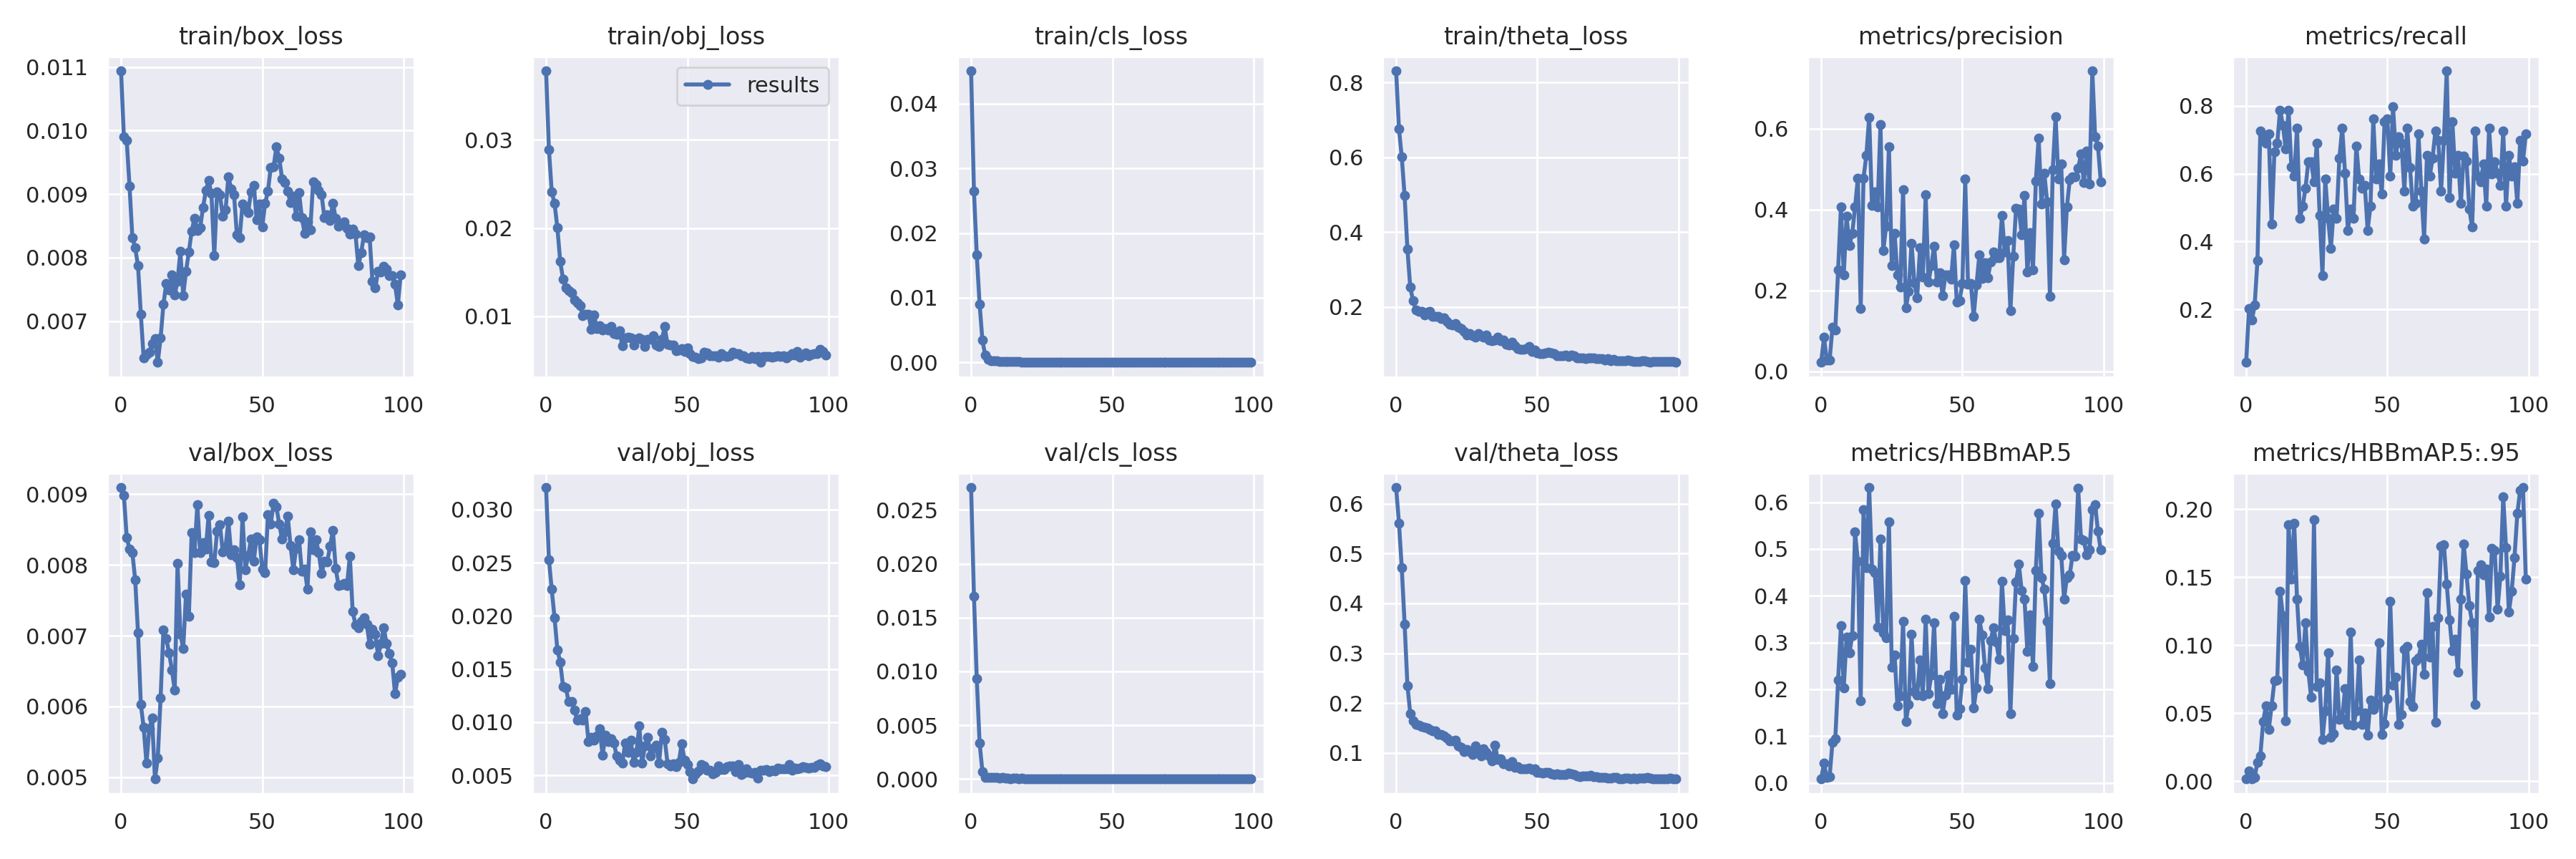 train/box_loss
0.011
0.010
0.009
0.008
0.007
0 50 100
train/obj_loss
results
0.03
0.02
0.01
0 50 100
train/cls_loss
0.04
0.03
0.02
0.01
0.00
0 50 100
train/theta_loss
0.8
0.6
0.4
0.2
0 50 100
metrics/precision
0.6
0.4
0.2
0.0
0 50 100
metrics/recall
0.8
0.6
0.4
0.2
0 50 100
val/box_loss
0.009
0.008
0.007
0.006
0.005
0 50 100
val/obj_loss
0.030
0.025
0.020
0.015
0.010
0.005
0 50 100
val/cls_loss
0.025
0.020
0.015
0.010
0.005
0.000
0 50 100
val/theta_loss
0.6
0.5
0.4
0.3
0.2
0.1
0 50 100
metrics/HBBmAP.5
0.6
0.5
0.4
0.3
0.2
0.1
0.0
0 50 100
metrics/HBBmAP.5:.95
0.20
0.15
0.10
0.05
0.00
0 50 100